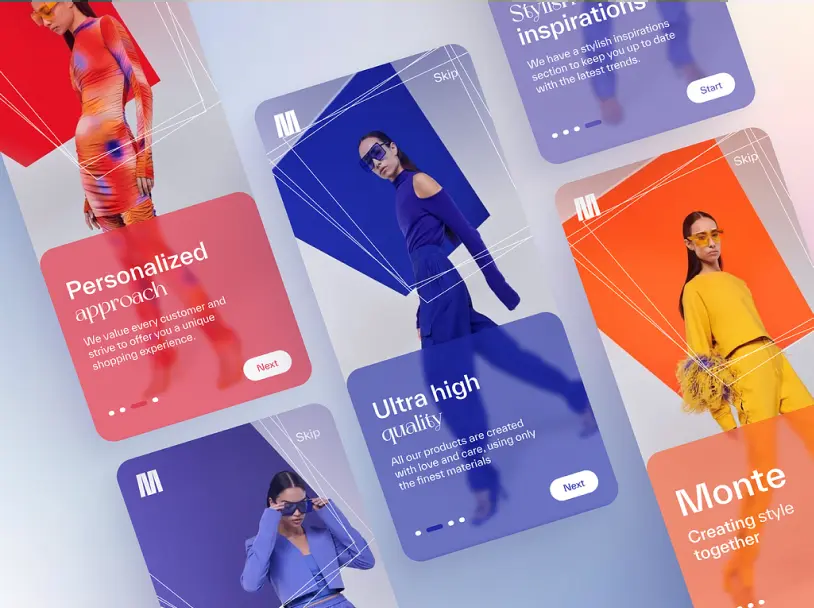 Personalized
approach
We value every customer and
strive to offer you a unique
shopping experience.
Next
M
Skip
M
Skip
Ultra high
quality
All our products are created
with love and care, using only
the finest materials
Next
Stylish
inspirations
We have a stylish inspirations
section to keep you up to date
with the latest trends.
Start
M
Skip
Monte
Creating style
together